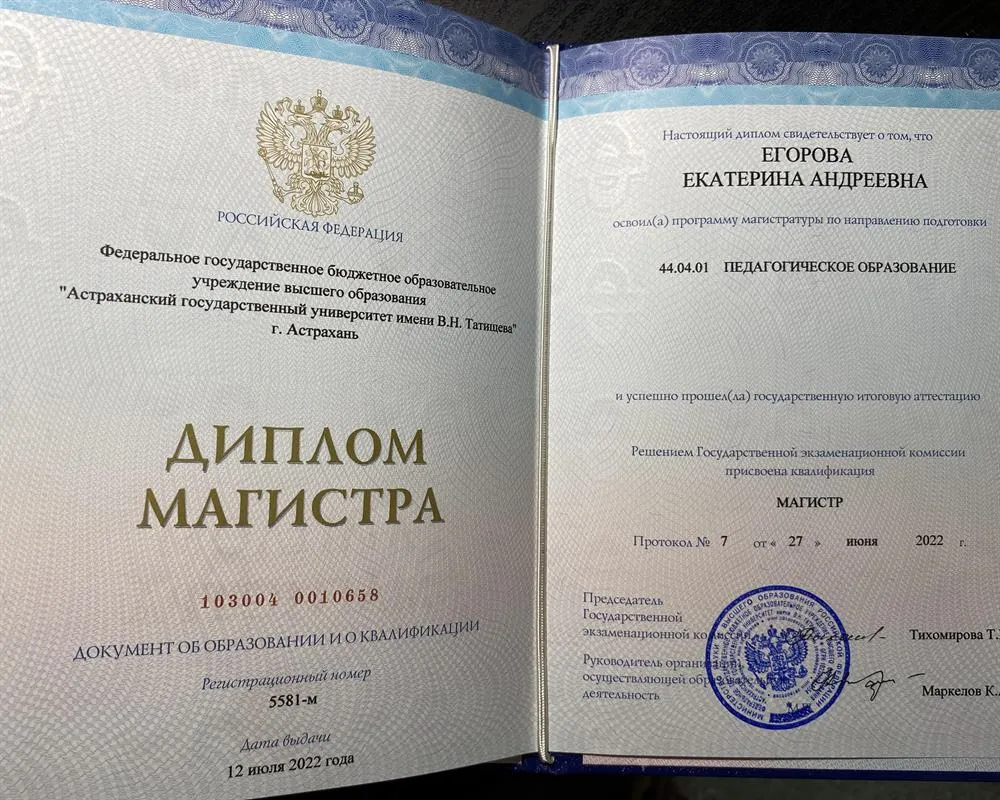 РОССИЙСКАЯ ФЕДЕРАЦИЯ
Федеральное государственное бюджетное образовательное
учреждение высшего образования
"Астраханский государственный университет имени В.Н. Татищева"
г. Астрахань
ДИПЛОМ
МАГИСТРА
103004 0010658
ДОКУМЕНТ ОБ ОБРАЗОВАНИИ И О КВАЛИФИКАЦИИ
Регистрационный номер
5581-м
Дата выдачи
12 июля 2022 года
Настоящий диплом свидетельствует о том, что
ЕГОРОВА
ЕКАТЕРИНА АНДРЕЕВНА
освоил(а) программу магистратуры по направлению подготовки
44.04.01 ПЕДАГОГИЧЕСКОЕ ОБРАЗОВАНИЕ
и успешно прошел(ла) государственную итоговую аттестацию
Решением Государственной экзаменационной комиссии
присвоена квалификация
МАГИСТР
Протокол № 7 от « 27 » июня 2022 г.
Председатель
Государственной
экзаменационной комиссии Тихомирова Т.
Руководитель организации,
осуществляющей образовательную
деятельность Маркелов К.
М.П.